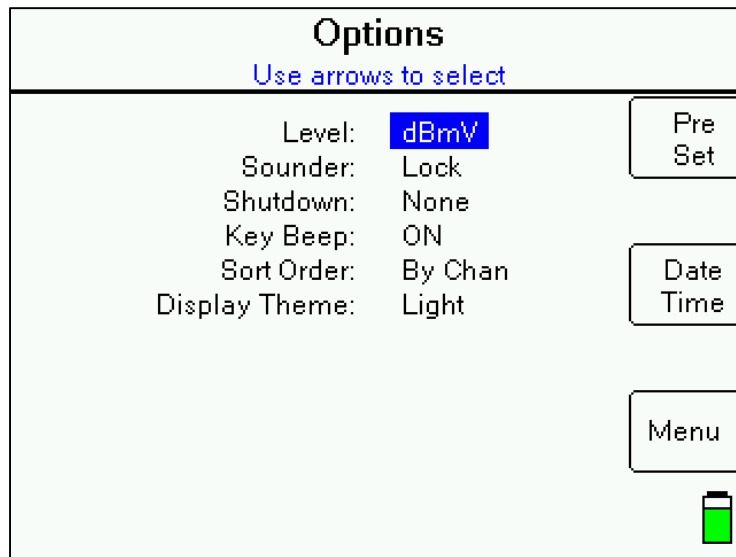 Options
Use arrows to select
Level: dBmV
Sounder: Lock
Shutdown: None
Key Beep: ON
Sort Order: By Chan
Display Theme: Light
Pre
Set
Date
Time
Menu